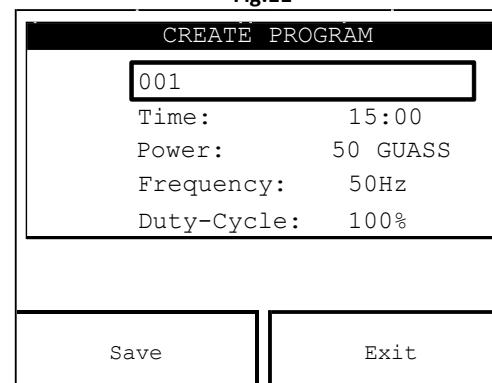 CREATE PROGRAM
001
Time: 15:00
Power: 50 GUASS
Frequency: 50Hz
Duty-Cycle: 100%
Save Exit